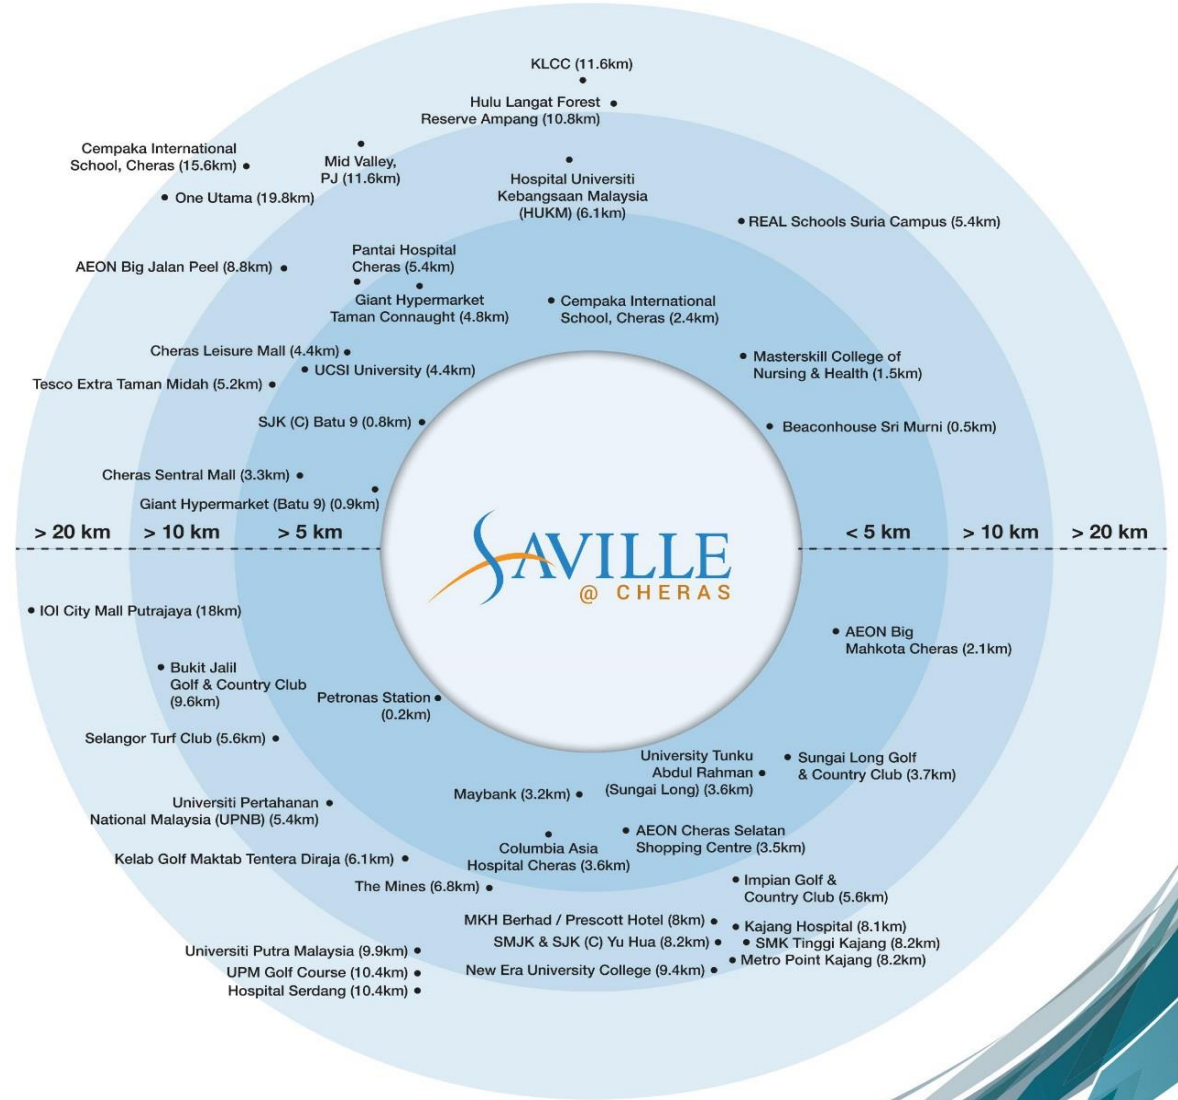 KLCC (11.6km)
Hulu Langat Forest
Reserve Ampang (10.8km)
Cempaka International
School, Cheras (15.6km)
Mid Valley,
PJ (11.6km)
One Utama (19.8km)
Hospital Universiti
Kebangsaan Malaysia
(HUKM) (6.1km)
REAL Schools Suria Campus (5.4km)
Pantai Hospital
Cheras (5.4km)
AEON Big Jalan Peel (8.8km)
Giant Hypermarket
Taman Connaught (4.8km)
Cempaka International
School, Cheras (2.4km)
Cheras Leisure Mall (4.4km)
UCSI University (4.4km)
Tesco Extra Taman Midah (5.2km)
Masterskill College of
Nursing & Health (1.5km)
SJK (C) Batu 9 (0.8km)
Beaconhouse Sri Murni (0.5km)
Cheras Sentral Mall (3.3km)
Giant Hypermarket (Batu 9) (0.9km)
> 20 km > 10 km > 5 km < 5 km > 10 km > 20 km
SAVILLE
@ CHERAS
IOI City Mall Putrajaya (18km)
AEON Big
Mahkota Cheras (2.1km)
Bukit Jalil
Golf & Country Club
(9.6km)
Petronas Station
(0.2km)
Selangor Turf Club (5.6km)
University Tunku
Abdul Rahman
(Sungai Long) (3.6km)
Sungai Long Golf
& Country Club (3.7km)
Maybank (3.2km)
Universiti Pertahanan
National Malaysia (UPNB) (5.4km)
Columbia Asia
Hospital Cheras (3.6km)
AEON Cheras Selatan
Shopping Centre (3.5km)
Kelab Golf Maktab Tentera Diraja (6.1km)
The Mines (6.8km)
Impian Golf &
Country Club (5.6km)
MKH Berhad / Prescott Hotel (8km)
Kajang Hospital (8.1km)
SMJK & SJK (C) Yu Hua (8.2km)
SMK Tinggi Kajang (8.2km)
Metro Point Kajang (8.2km)
New Era University College (9.4km)
Universiti Putra Malaysia (9.9km)
UPM Golf Course (10.4km)
Hospital Serdang (10.4km)